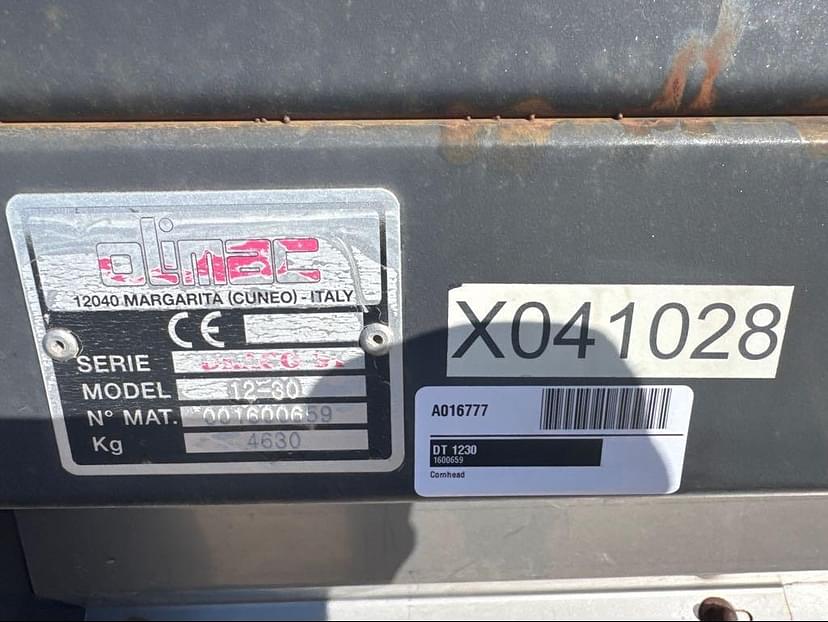 olimac
12040 MARGARITA (CUNEO) - ITALY
CE
SERIE
MODEL 12-30
N° MAT. 001600659
Kg 4630
X041028
A016777
DT 1230
1600659
Cornhead